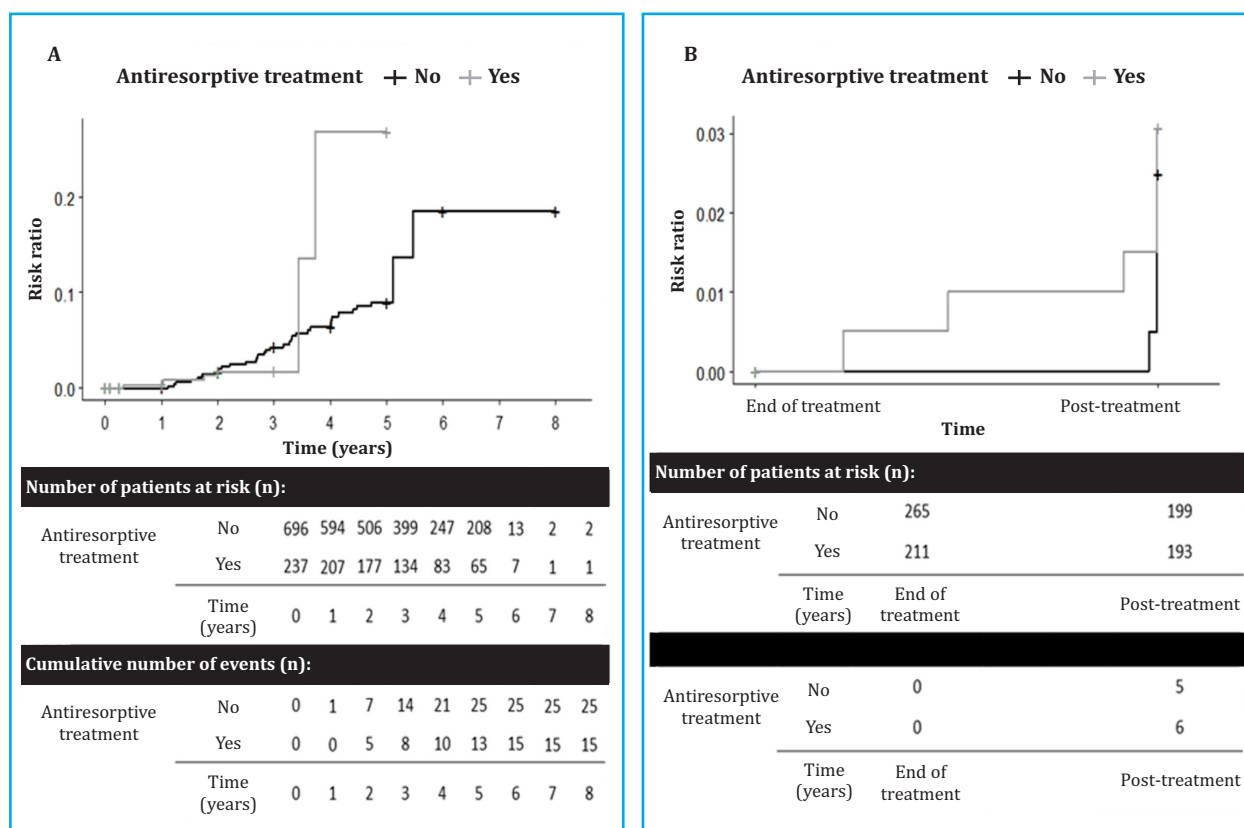 A
Antiresorptive treatment No Yes
Risk ratio
0.2
0.1
0.0
0 1 2 3 4 5 6 7 8
Time (years)
Number of patients at risk (n):
Antiresorptive treatment
No 696 594 506 399 247 208 13 2 2
Yes 237 207 177 134 83 65 7 1 1
Time (years) 0 1 2 3 4 5 6 7 8
Cumulative number of events (n):
Antiresorptive treatment
No 0 1 7 14 21 25 25 25 25
Yes 0 0 5 8 10 13 15 15 15
Time (years) 0 1 2 3 4 5 6 7 8
B
Antiresorptive treatment No Yes
Risk ratio
0.03
0.02
0.01
0.00
End of treatment Post-treatment
Time
Number of patients at risk (n):
Antiresorptive treatment
No 265 199
Yes 211 193
Time (years) End of treatment Post-treatment
Antiresorptive treatment
No 0 5
Yes 0 6
Time (years) End of treatment Post-treatment